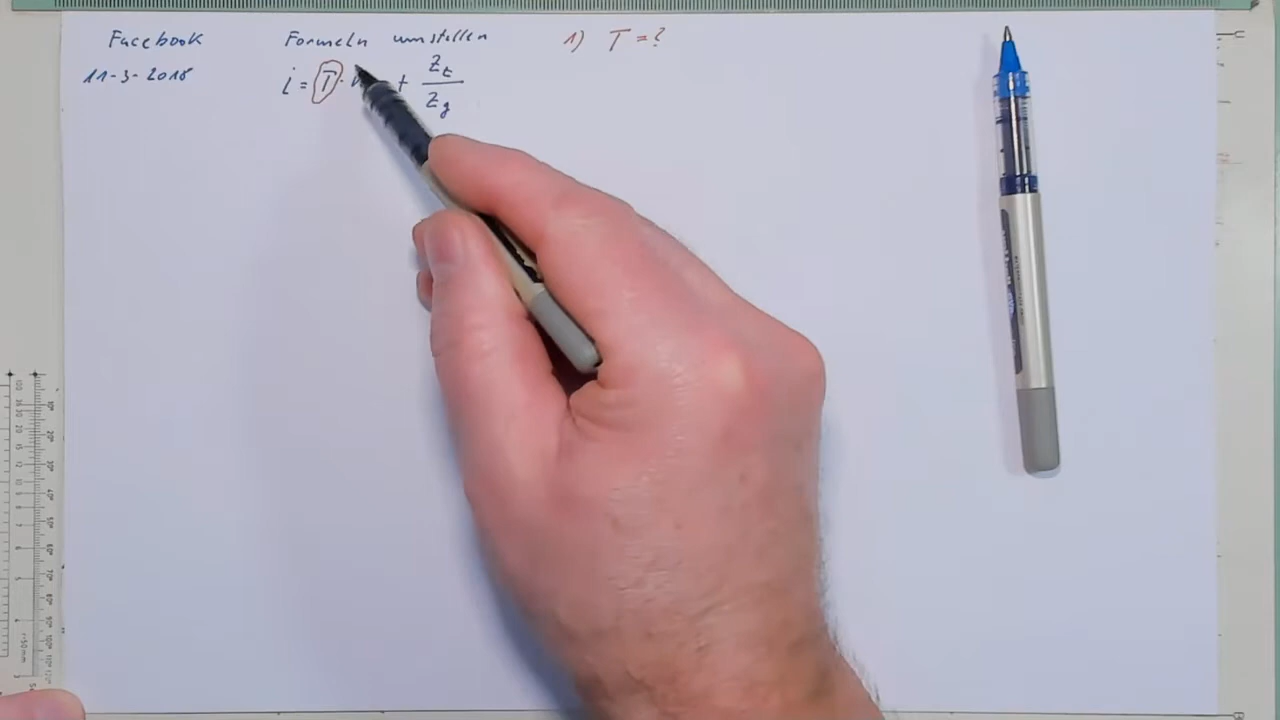 Facebook
11-3-2018
Formeln umstellen
i = T · + z_t / z_g
1) T = ?